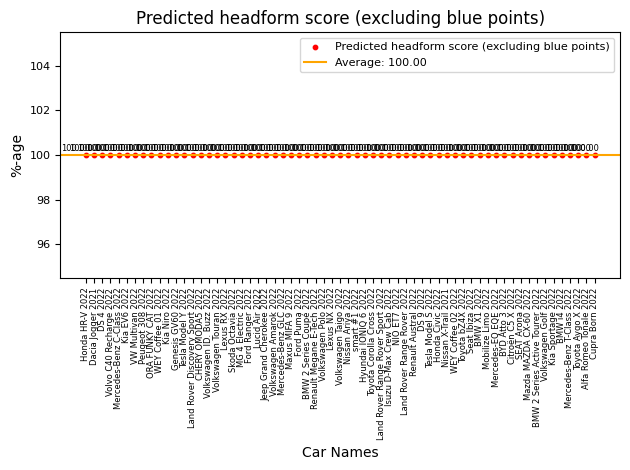 Predicted headform score (excluding blue points)
Predicted headform score (excluding blue points)
Average: 100.00
%-age
104
102
100
98
96
Honda HR-V 2022
Dacia Jogger 2021
DS 4 2022
Volvo C40 Recharge 2022
Mercedes-Benz C-Class 2022
Kia EV6 2022
VW Multivan 2022
Peugeot 308 2022
ORA FUNKY CAT 2022
WEY Coffee 01 2022
Kia Niro 2022
Genesis GV60 2022
Tesla Model Y 2022
Land Rover Discovery Sport 2022
CHERY OMODA5 2022
Volkswagen ID. Buzz 2022
Volkswagen Touran 2022
Lexus RX 2022
Skoda Octavia 2022
MG4 Electric 2022
Ford Ranger 2022
Lucid Air 2022
Jeep Grand Cherokee 2022
Volkswagen Amarok 2022
Mercedes-Benz GLC 2022
Maxus MIFA 9 2022
Ford Puma 2022
BMW 2 Series Coupé 2022
Renault Megane E-Tech 2022
Volkswagen Polo 2022
Lexus NX 2022
Volkswagen Taigo 2022
Nissan Ariya 2022
smart #1 2022
Hyundai IONIQ 6 2022
Toyota Corolla Cross 2022
Land Rover Range Rover Sport 2022
Isuzu D-Max Crew Cab 2022
NIO ET7 2022
Land Rover Range Rover 2022
Renault Austral 2022
DS 9 2022
Tesla Model S 2022
Honda Civic 2022
Nissan X-Trail 2021
WEY Coffee 02 2022
Toyota bZ4X 2022
Seat Ibiza 2022
BMW X1 2022
Mobilize Limo 2022
Mercedes-EQ EQE 2022
BYD Atto 3 2022
Citroën C5 X 2022
SEAT Arona 2022
Mazda MAZDA CX-60 2022
BMW 2 Series Active Tourer 2022
Volkswagen Golf 2022
Kia Sportage 2022
BMW i4 2022
Mercedes-Benz T-Class 2022
Toyota Aygo X 2022
Alfa Romeo Tonale 2022
Cupra Born 2022
Car Names